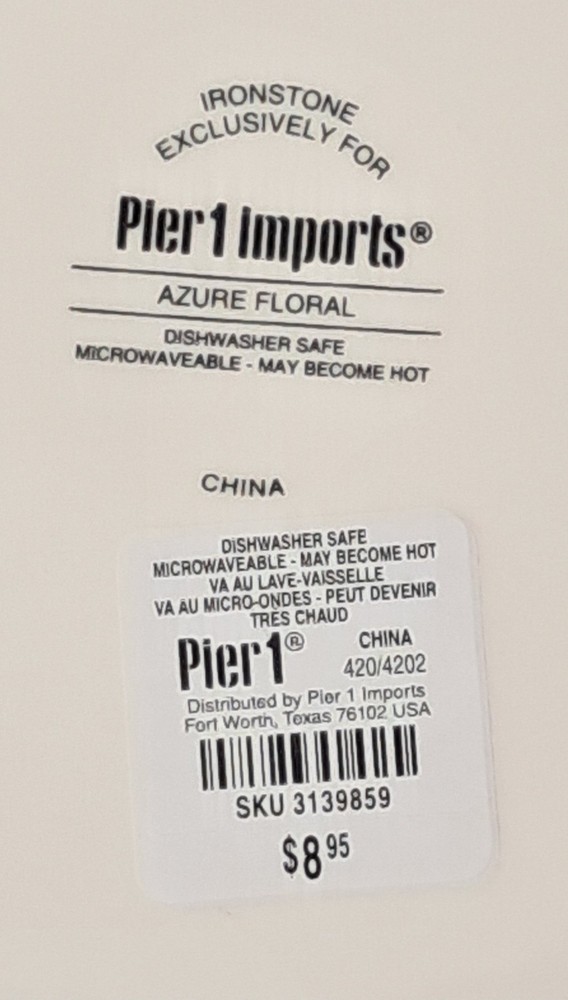 IRONSTONE
EXCLUSIVELY FOR
Pier 1 imports®
AZURE FLORAL
DISHWASHER SAFE
MICROWAVEABLE - MAY BECOME HOT
CHINA
DISHWASHER SAFE
MICROWAVEABLE - MAY BECOME HOT
VA AU LAVE-VAISSELLE
VA AU MICRO-ONDES - PEUT DEVENIR
TRES CHAUD
Pier 1® CHINA
420/4202
Distributed by Pier 1 Imports
Fort Worth, Texas 76102 USA
SKU 3139859
$8.95